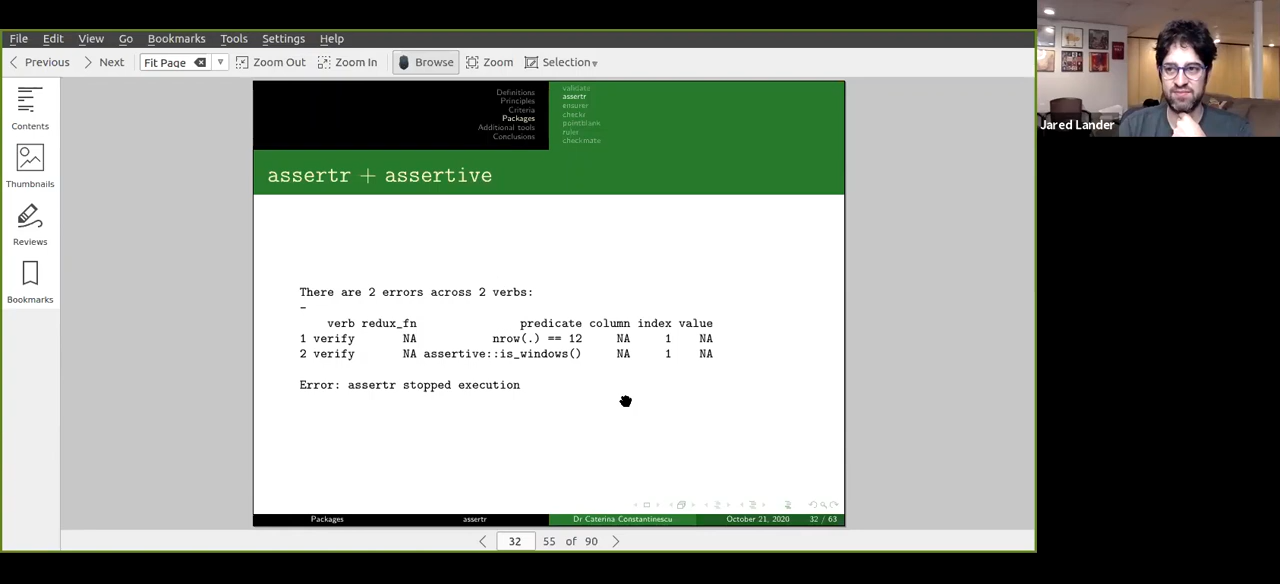 File Edit View Go Bookmarks Tools Settings Help
Previous Next Fit Page Zoom Out Zoom In Browse Zoom Selection
Contents
Thumbnails
Reviews
Bookmarks
Definitions
Principles
Criteria
Packages
Additional tools
Conclusions
validate
assertr
ensurer
checkr
pointblank
ruler
checkmate
assertr + assertive
There are 2 errors across 2 verbs:
-
verb redux_fn predicate column index value
1 verify NA nrow(.) == 12 NA 1 NA
2 verify NA assertive::is_windows() NA 1 NA
Error: assertr stopped execution
Packages assertr Dr Caterina Constantinescu October 21, 2020 32 / 63
32 55 of 90
Jared Lander